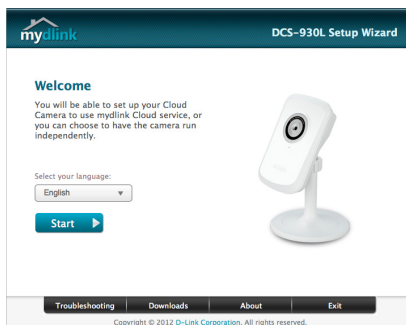 mydlink
DCS-930L Setup Wizard
Welcome
You will be able to set up your Cloud
Camera to use mydlink Cloud service, or
you can choose to have the camera run
independently.
Select your language:
English
Start
Troubleshooting Downloads About Exit
Copyright © 2012 D-Link Corporation. All rights reserved.